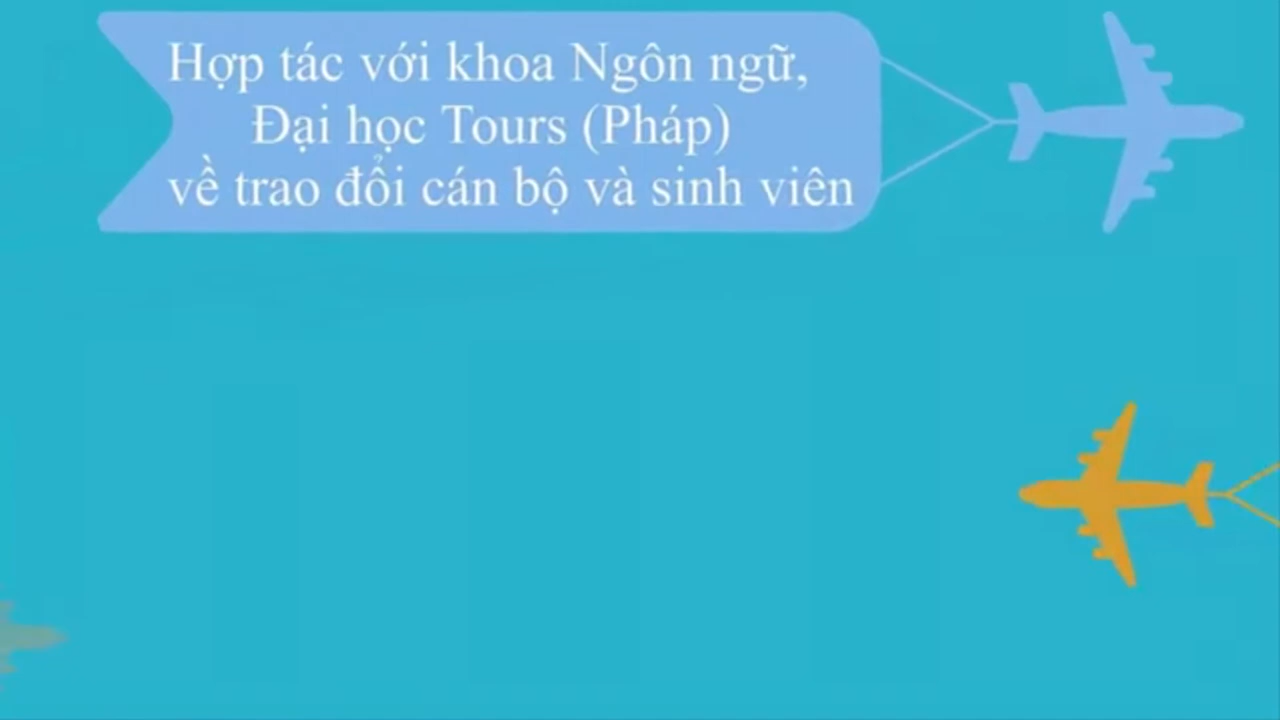 Hợp tác với khoa Ngôn ngữ,
Đại học Tours (Pháp)
về trao đổi cán bộ và sinh viên